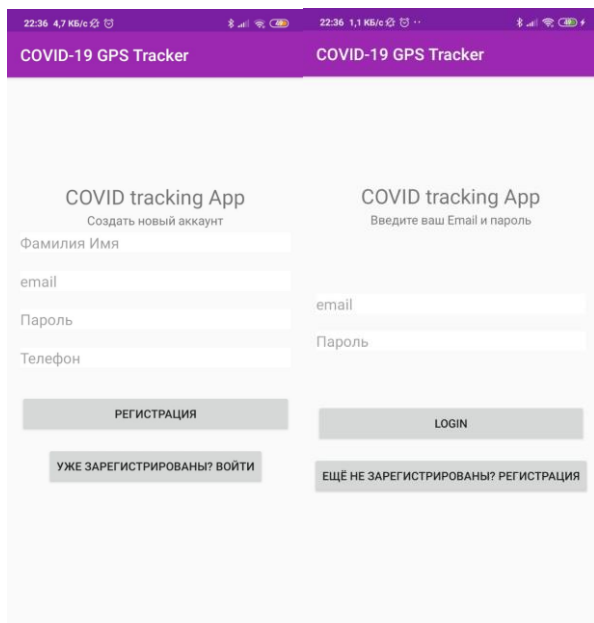 22:36 4,7 КБ/с
49
COVID-19 GPS Tracker
COVID tracking App
Создать новый аккаунт
Фамилия Имя
email
Пароль
Телефон
РЕГИСТРАЦИЯ
УЖЕ ЗАРЕГИСТРИРОВАНЫ? ВОЙТИ
22:36 1,1 КБ/с
49
COVID-19 GPS Tracker
COVID tracking App
Введите ваш Email и пароль
email
Пароль
LOGIN
ЕЩЁ НЕ ЗАРЕГИСТРИРОВАНЫ? РЕГИСТРАЦИЯ